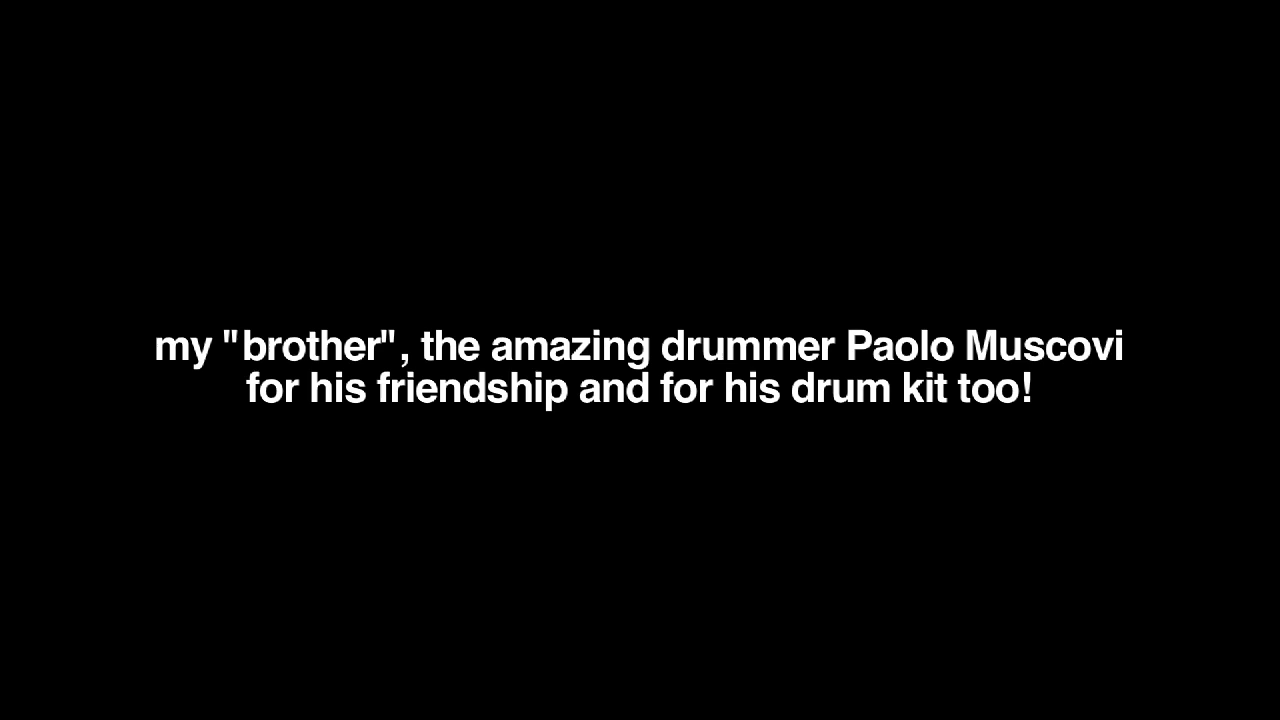 my "brother", the amazing drummer Paolo Muscovi
for his friendship and for his drum kit too!